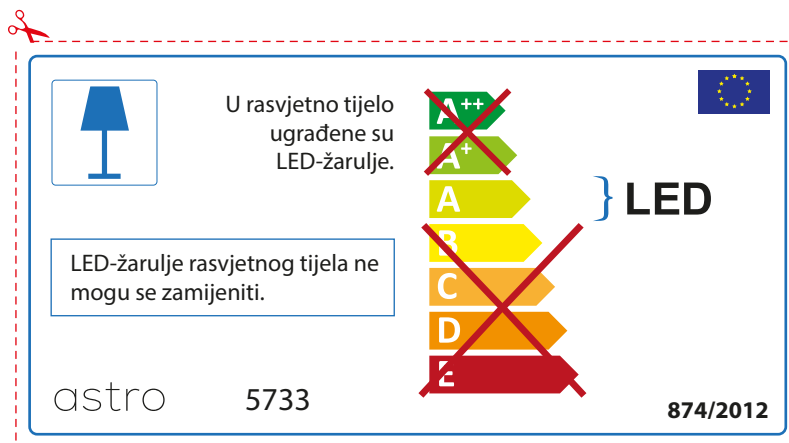 U rasvjetno tijelo
ugrađene su
LED-žarulje.
LED-žarulje rasvjetnog tijela ne
mogu se zamijeniti.
A++
A+
A
B
C
D
E
LED
astro
5733
874/2012